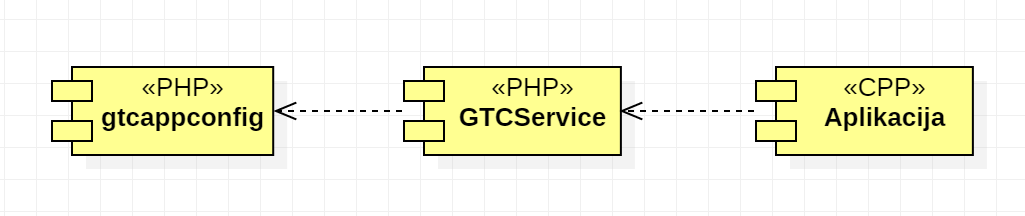 «PHP»
gtcappconfig
«PHP»
GTCService
«CPP»
Aplikacija